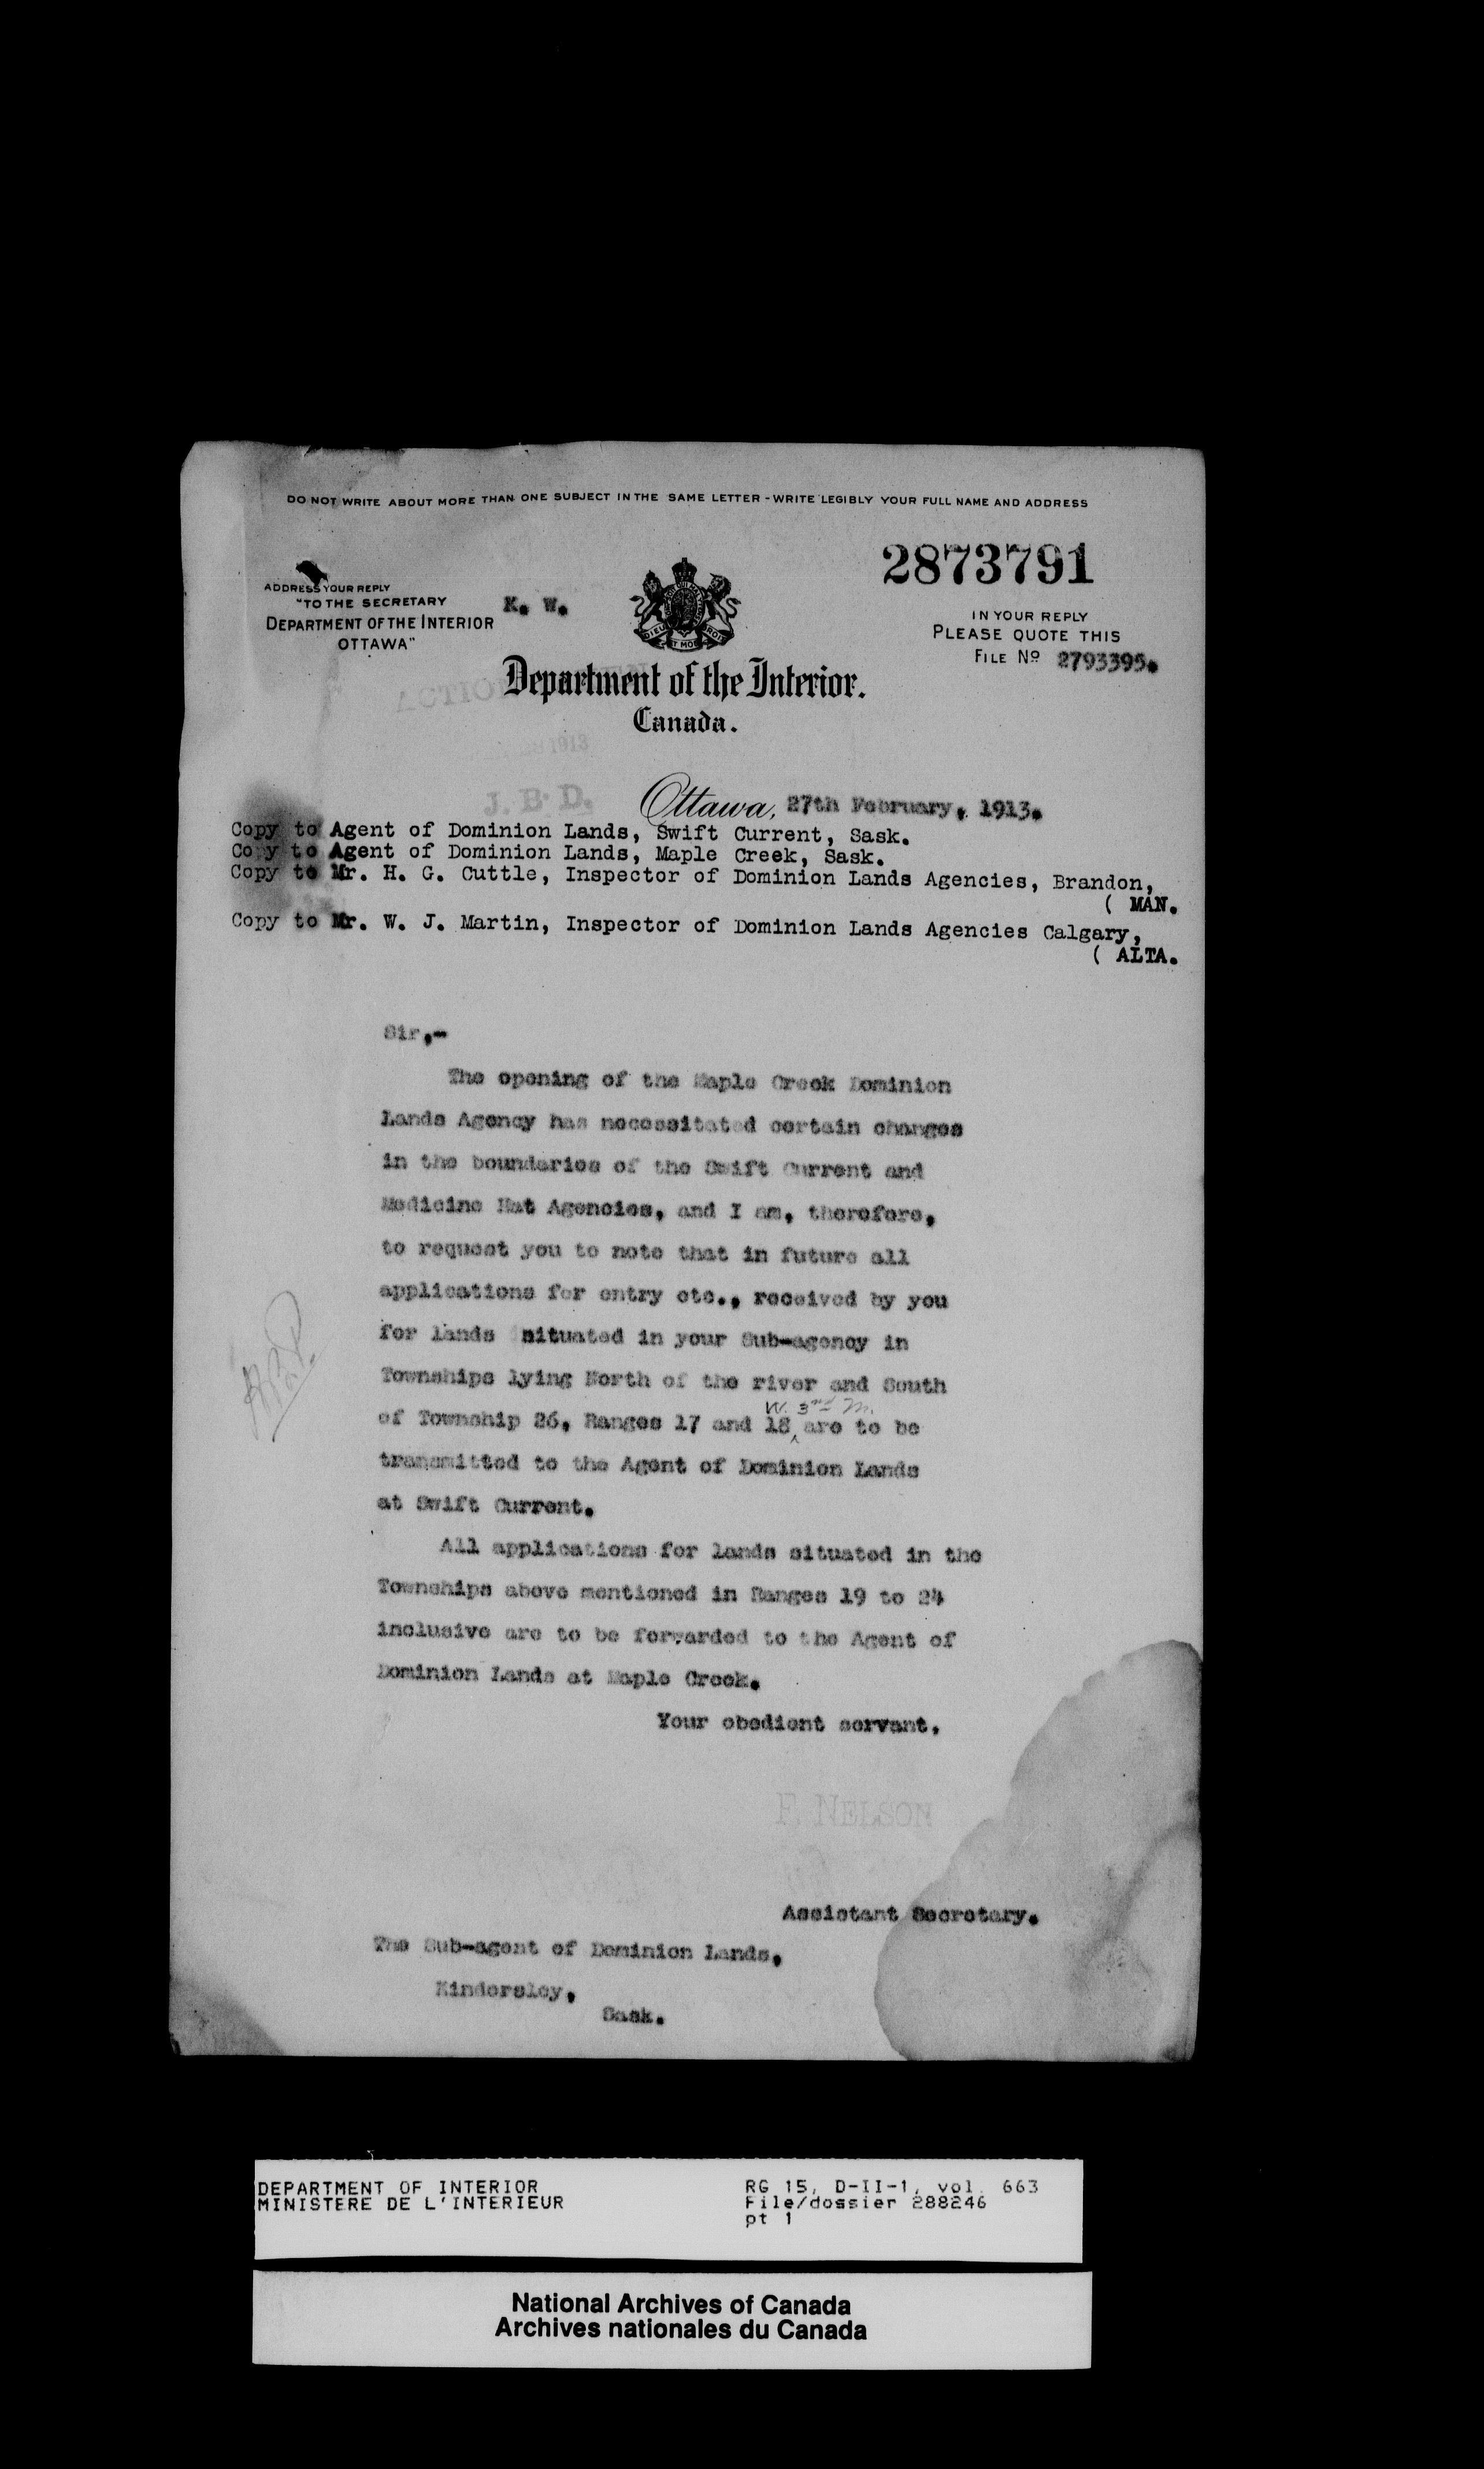 DO NOT WRITE ABOUT MORE THAN ONE SUBJECT IN THE SAME LETTER - WRITE LEGIBLY YOUR FULL NAME AND ADDRESS
2873791
ADDRESS YOUR REPLY
"TO THE SECRETARY
DEPARTMENT OF THE INTERIOR
OTTAWA"
K. W.
DIEU ET MON DROIT
IN YOUR REPLY
PLEASE QUOTE THIS
FILE No 2793395.
ACTION
Department of the Interior.
Canada.
1913
J. B. D.
Ottawa, 27th February, 1913.
Copy to Agent of Dominion Lands, Swift Current, Sask.
Co y to Agent of Dominion Lands, Maple Creek, Sask.
Copy to Mr. H. G. Cuttle, Inspector of Dominion Lands Agencies, Brandon,
( MAN.
Copy to Mr. W. J. Martin, Inspector of Dominion Lands Agencies Calgary,
( ALTA.
Sir,-
The opening of the Maple Creek Dominion
Lands Agency has necessitated certain changes
in the boundaries of the Swift Current and
Medicine Hat Agencies, and I am, therefore,
to request you to note that in future all
applications for entry etc., received by you
for lands situated in your Sub-agency in
Townships lying North of the river and South
W. 3rd M.
of Township 26, Ranges 17 and 18 are to be
transmitted to the Agent of Dominion Lands
at Swift Current.
All applications for lands situated in the
Townships above mentioned in Ranges 19 to 24
inclusive are to be forwarded to the Agent of
Dominion Lands at Maple Creek.
Your obedient servant.
F. NELSON
Assistant Secretary.
The Sub-agent of Dominion Lands,
Kindersley,
Sask.
DEPARTMENT OF INTERIOR
MINISTERE DE L'INTERIEUR
RG 15, D-II-1, vol. 663
File/dossier 288246
pt 1
National Archives of Canada
Archives nationales du Canada